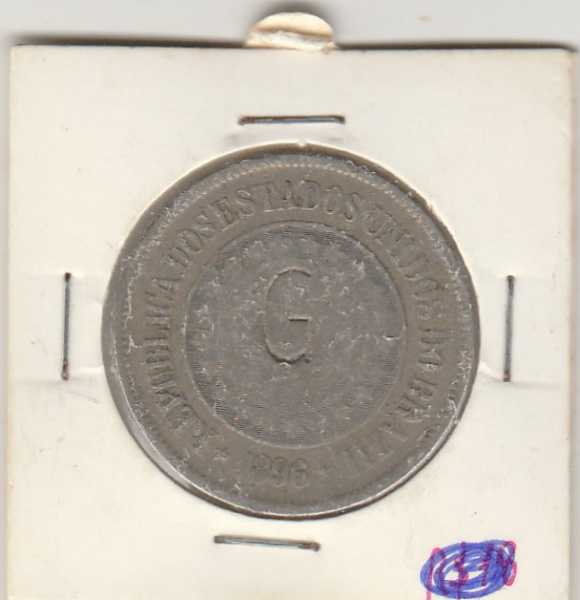 REPUBLICA DOS ESTADOS UNIDOS DO BRAZIL
G
1896